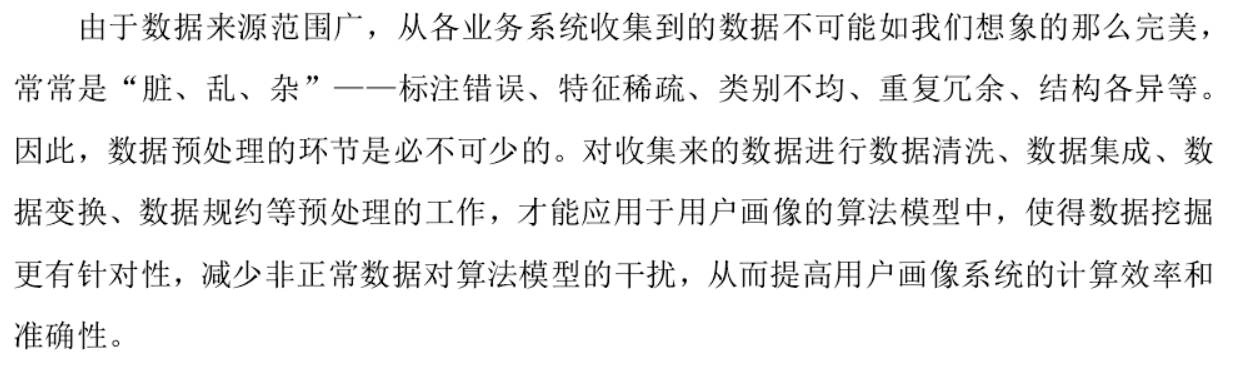 由于数据来源范围广，从各业务系统收集到的数据不可能如我们想象的那么完美，
常常是“脏、乱、杂”——标注错误、特征稀疏、类别不均、重复冗余、结构各异等。
因此，数据预处理的环节是必不可少的。对收集来的数据进行数据清洗、数据集成、数
据变换、数据规约等预处理的工作，才能应用于用户画像的算法模型中，使得数据挖掘
更有针对性，减少非正常数据对算法模型的干扰，从而提高用户画像系统的计算效率和
准确性。